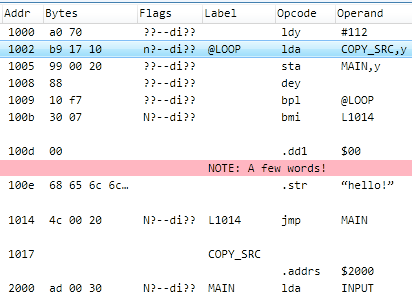 Addr Bytes Flags Label Opcode Operand
1000 a0 70 ??--di?? ldy #112
1002 b9 17 10 n?--di?? @LOOP lda COPY_SRC,y
1005 99 00 20 ??--di?? sta MAIN,y
1008 88 ??--di?? dey
1009 10 f7 ??--di?? bpl @LOOP
100b 30 07 N?--di?? bmi L1014
100d 00 .dd1 $00
NOTE: A few words!
100e 68 65 6c 6c… .str “hello!”
1014 4c 00 20 N?--di?? L1014 jmp MAIN
1017 COPY_SRC
.addrs $2000
2000 ad 00 30 N?--di?? MAIN lda INPUT